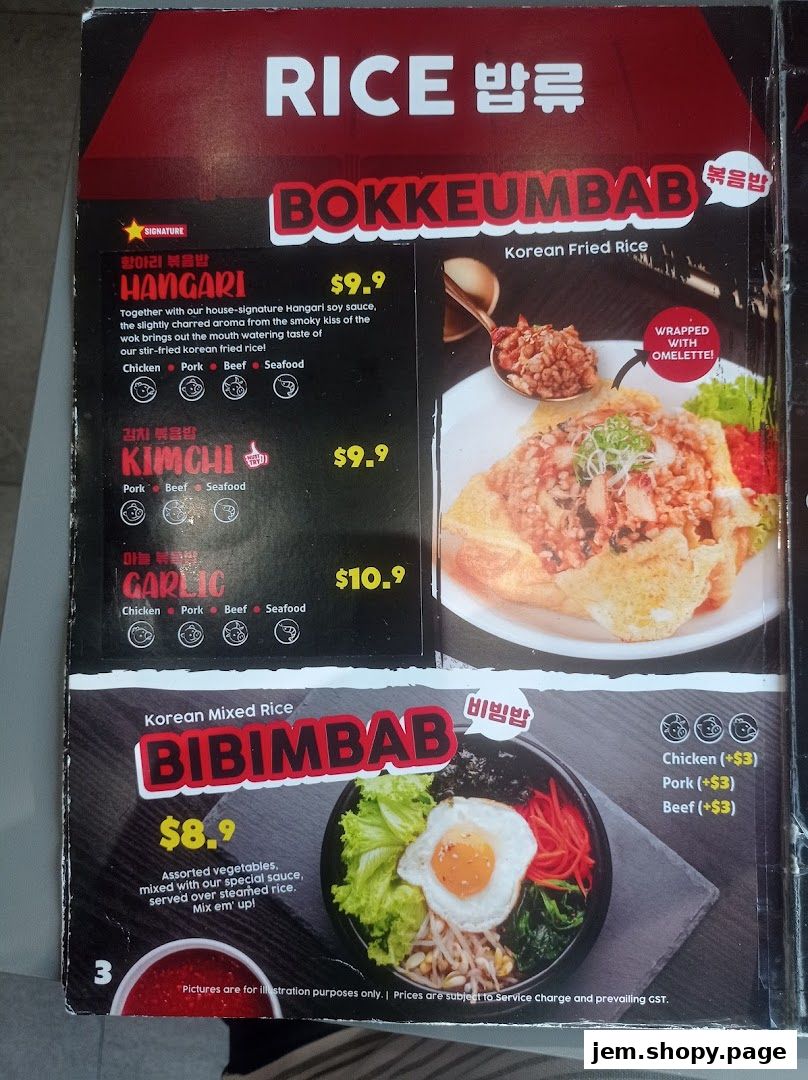 RICE 밥류
BOKKEUMBAB 볶음밥
Korean Fried Rice
SIGNATURE
항아리 볶음밥
HANGARI $9.9
Together with our house-signature Hangari soy sauce,
the slightly charred aroma from the smoky kiss of the
wok brings out the mouth watering taste of
our stir-fried korean fried rice!
Chicken • Pork • Beef • Seafood
WRAPPED
WITH
OMELETTE!
김치 볶음밥
KIMCHI MUST TRY! $9.9
Pork • Beef • Seafood
마늘 볶음밥
GARLIC $10.9
Chicken • Pork • Beef • Seafood
Korean Mixed Rice
BIBIMBAB 비빔밥
$8.9
Assorted vegetables,
mixed with our special sauce,
served over steamed rice.
Mix em' up!
Chicken (+$3)
Pork (+$3)
Beef (+$3)
3
Pictures are for illustration purposes only. | Prices are subject to Service Charge and prevailing GST.
jem.shopy.page